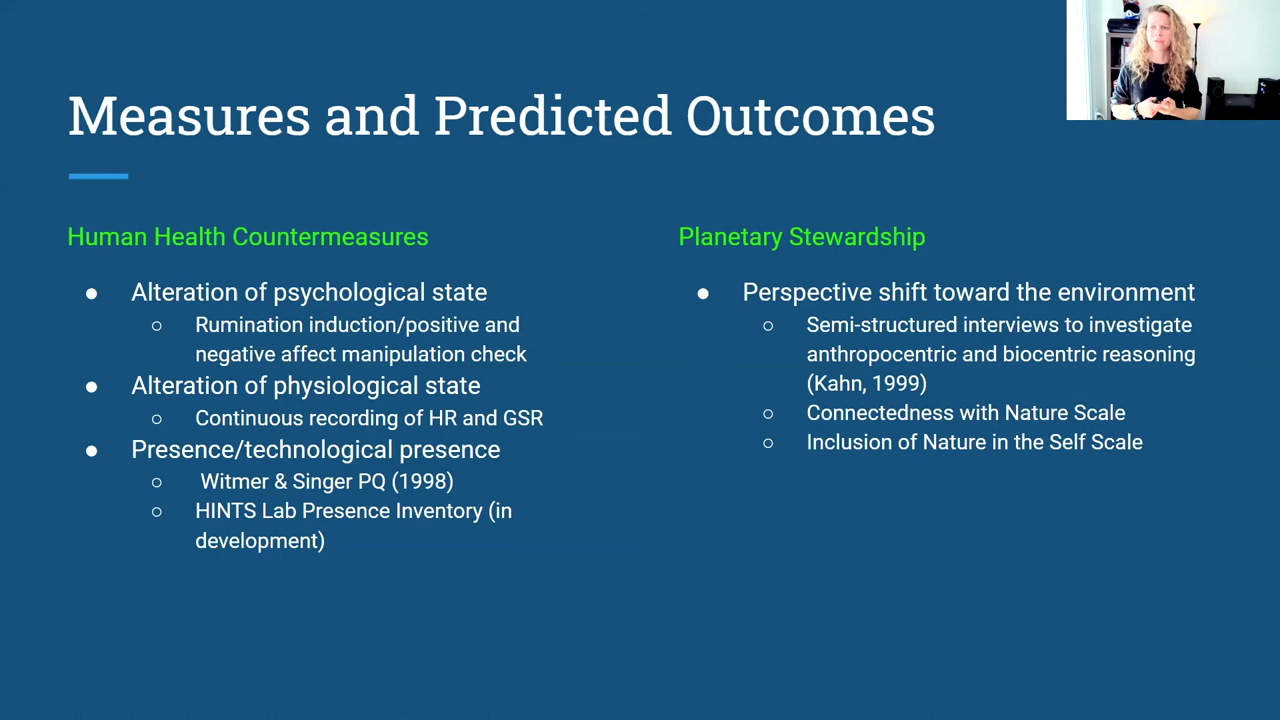 Measures and Predicted Outcomes
Human Health Countermeasures
● Alteration of psychological state
○ Rumination induction/positive and
negative affect manipulation check
● Alteration of physiological state
○ Continuous recording of HR and GSR
● Presence/technological presence
○ Witmer & Singer PQ (1998)
○ HINTS Lab Presence Inventory (in
development)
Planetary Stewardship
● Perspective shift toward the environment
○ Semi-structured interviews to investigate
anthropocentric and biocentric reasoning
(Kahn, 1999)
○ Connectedness with Nature Scale
○ Inclusion of Nature in the Self Scale